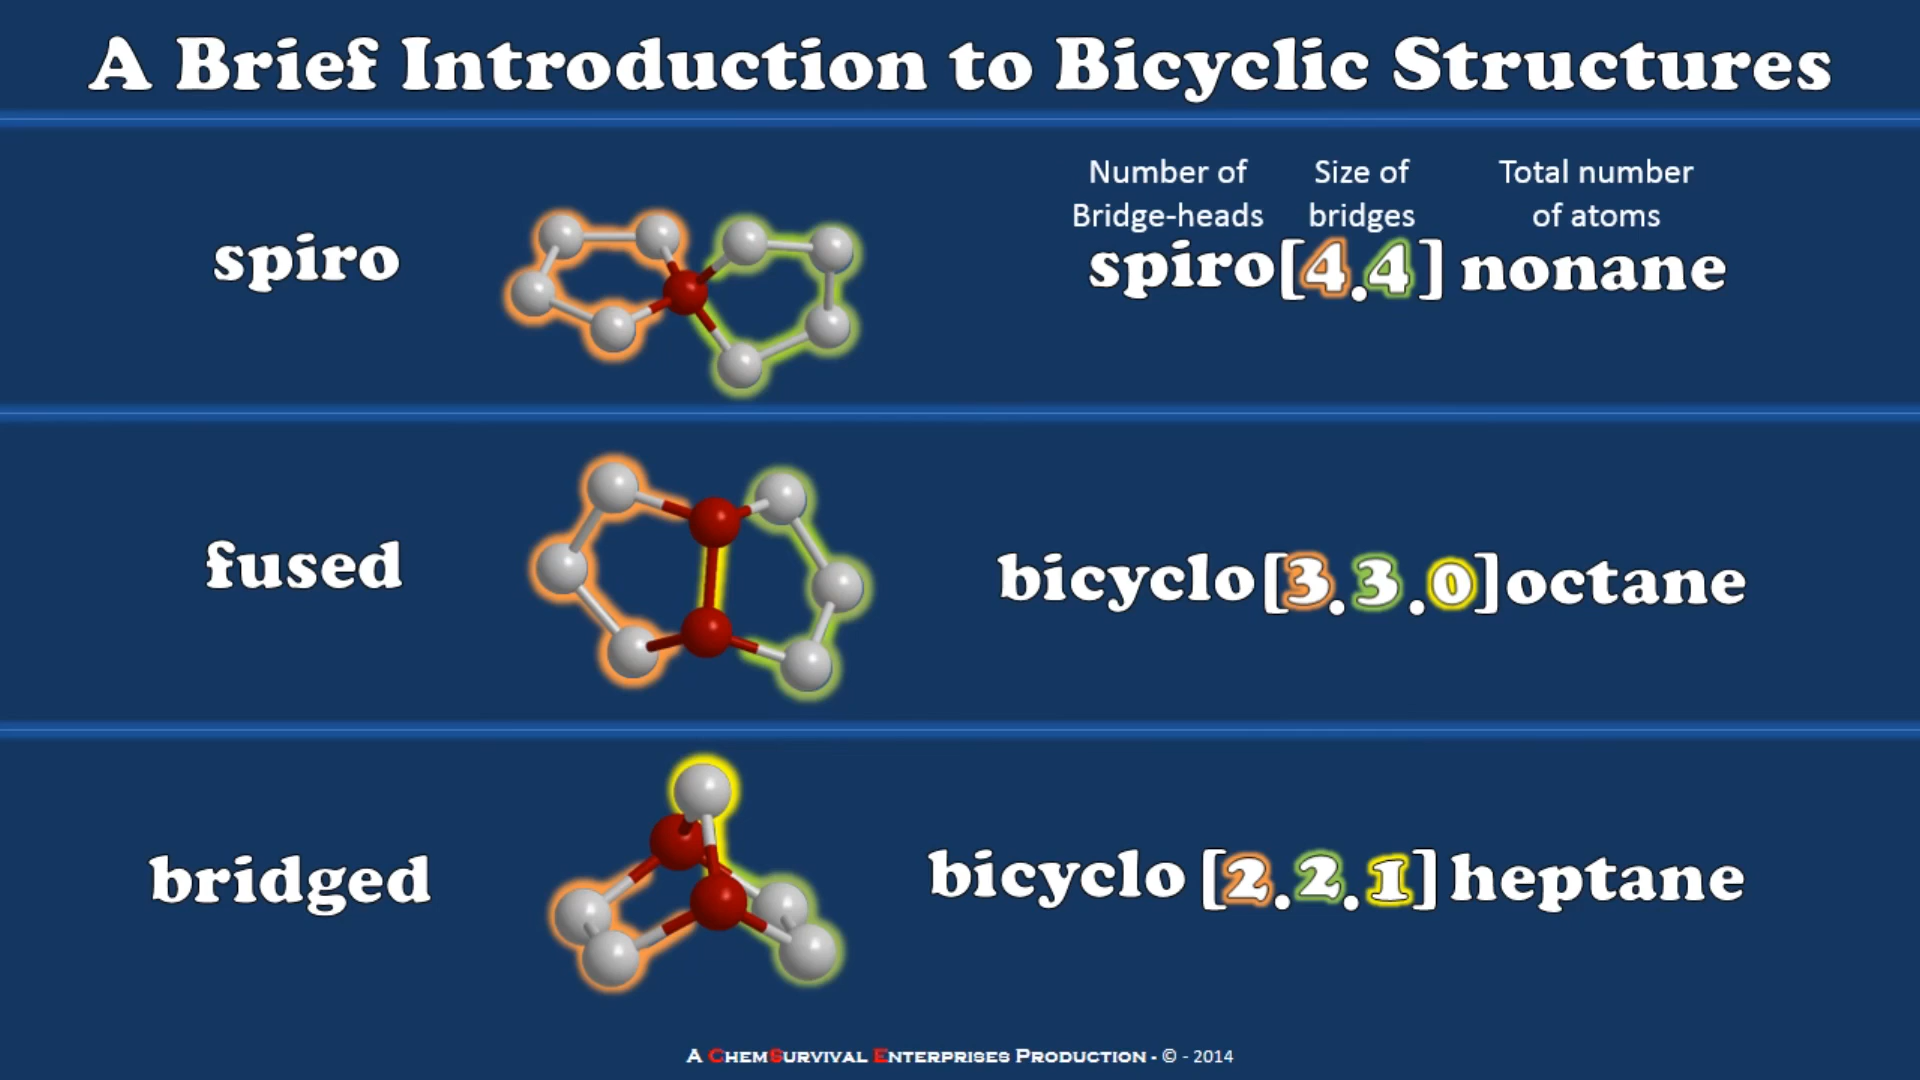 A Brief Introduction to Bicyclic Structures
Number of Bridge-heads
Size of bridges
Total number of atoms
spiro
spiro[4.4] nonane
fused
bicyclo[3.3.0]octane
bridged
bicyclo [2.2.1] heptane
A ChemSurvival Enterprises Production - © - 2014